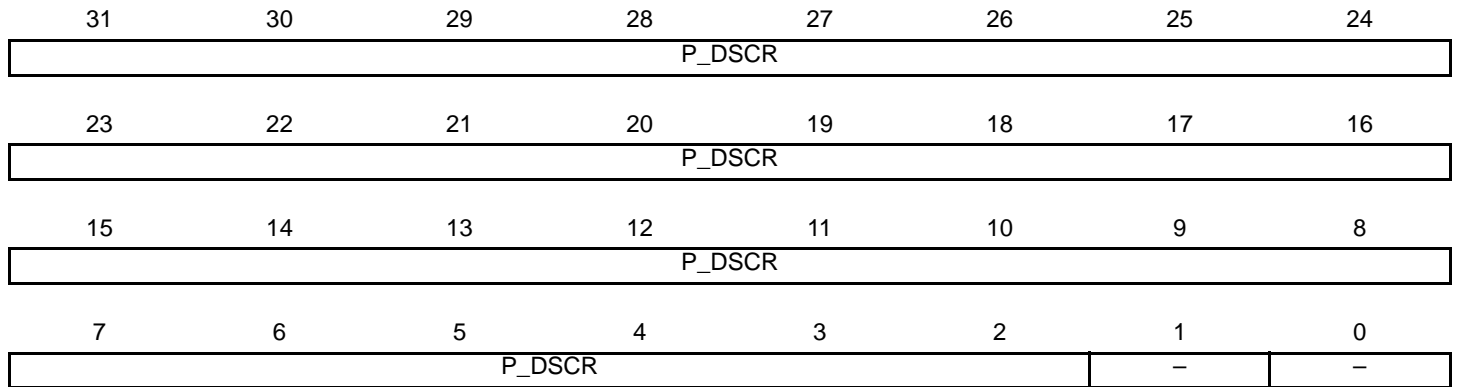 31 30 29 28 27 26 25 24
P_DSCR
23 22 21 20 19 18 17 16
P_DSCR
15 14 13 12 11 10 9 8
P_DSCR
7 6 5 4 3 2 1 0
P_DSCR – –